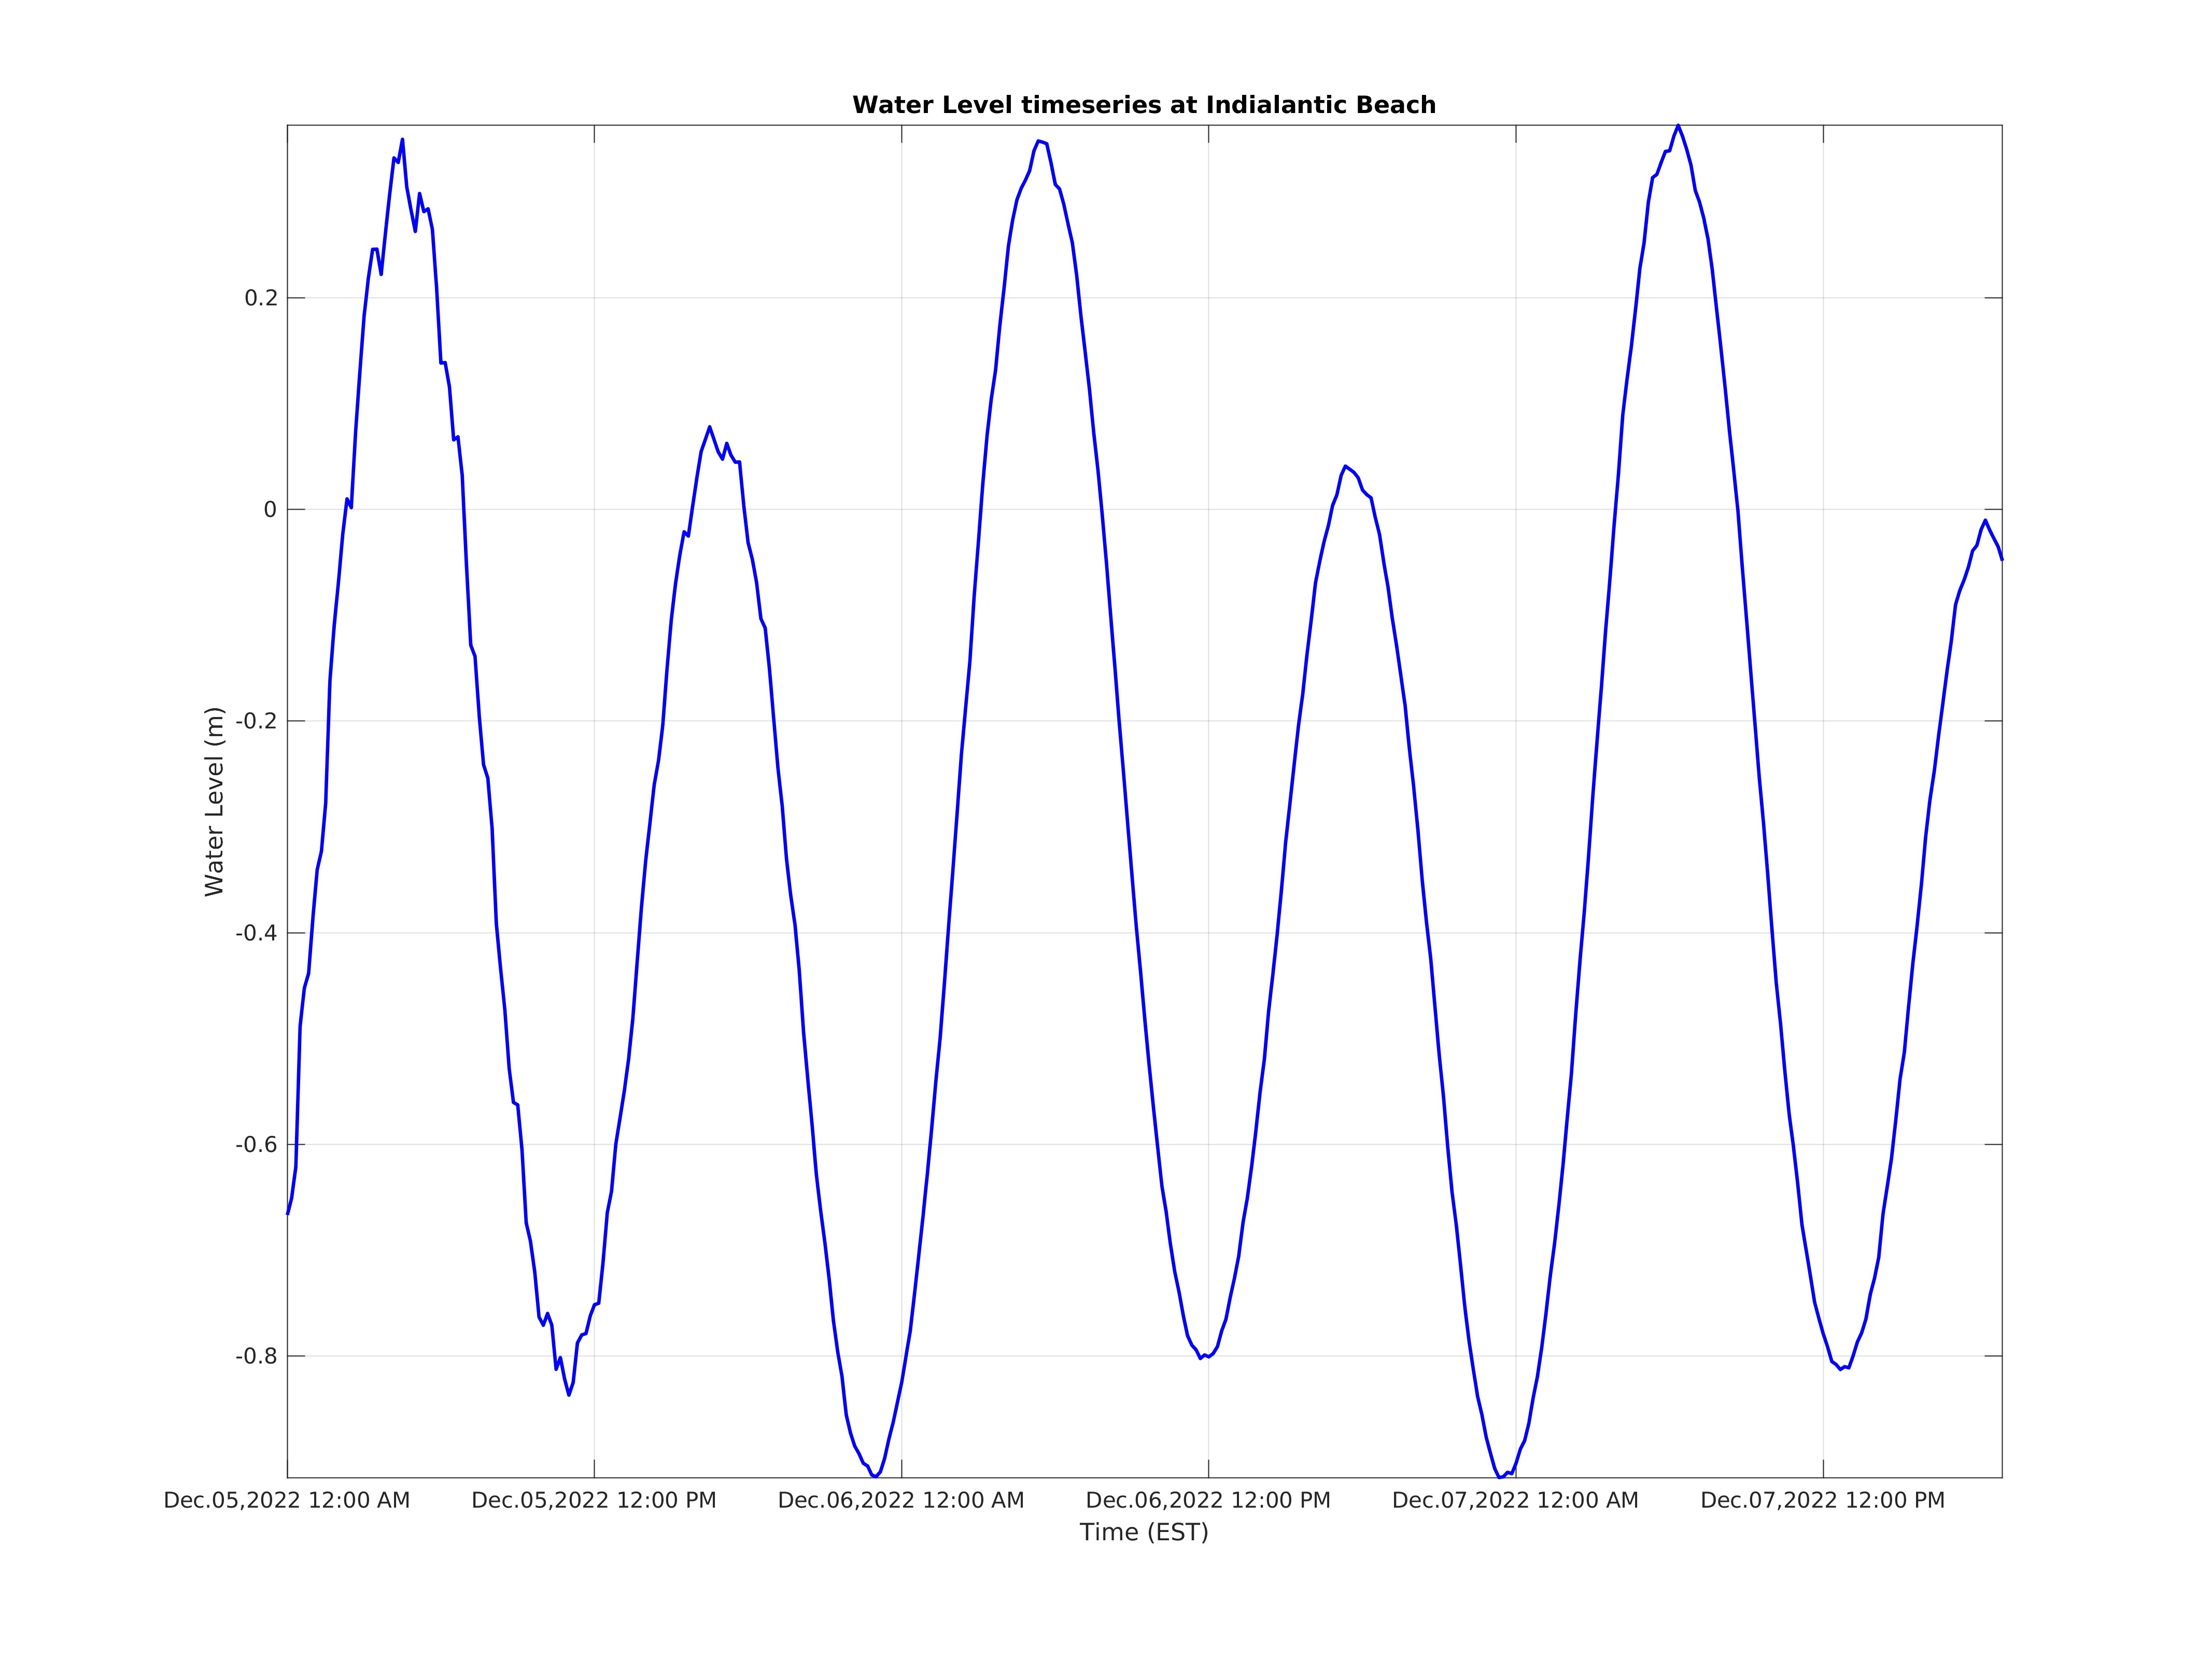 Water Level timeseries at Indialantic Beach
0.2
0
-0.2
-0.4
-0.6
-0.8
Water Level (m)
Dec.05,2022 12:00 AM Dec.05,2022 12:00 PM Dec.06,2022 12:00 AM Dec.06,2022 12:00 PM Dec.07,2022 12:00 AM Dec.07,2022 12:00 PM
Time (EST)